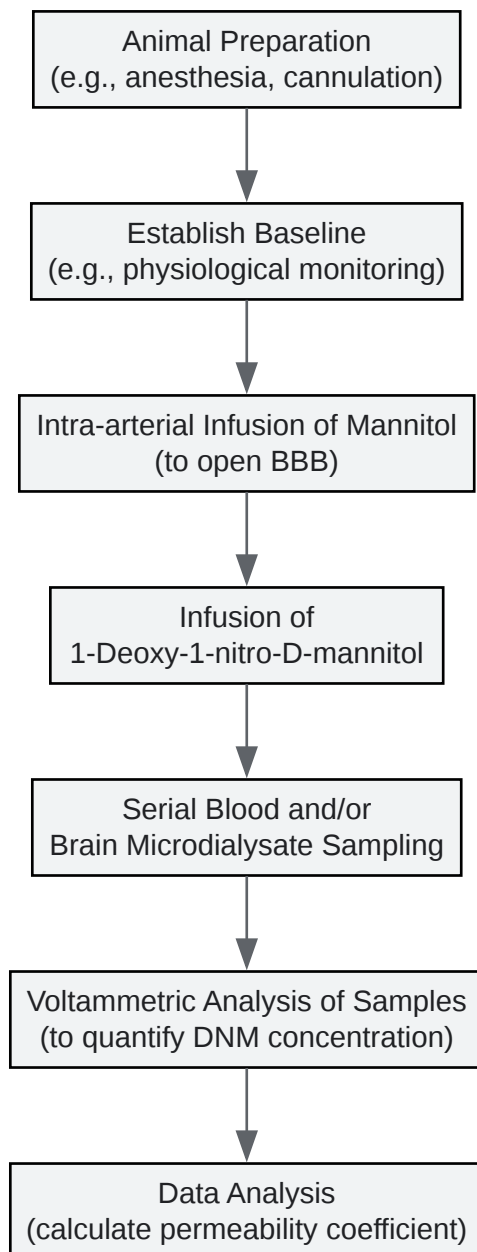 Animal Preparation
(e.g., anesthesia, cannulation)
Establish Baseline
(e.g., physiological monitoring)
Intra-arterial Infusion of Mannitol
(to open BBB)
Infusion of
1-Deoxy-1-nitro-D-mannitol
Serial Blood and/or
Brain Microdialysate Sampling
Voltammetric Analysis of Samples
(to quantify DNM concentration)
Data Analysis
(calculate permeability coefficient)